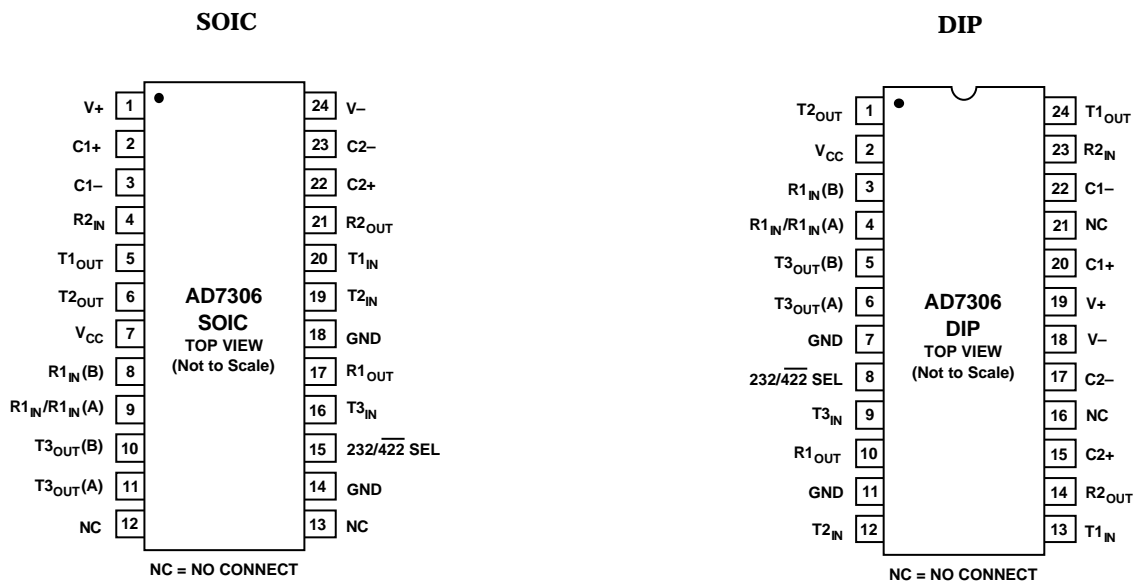 SOIC
V+ 1 24 V–
C1+ 2 23 C2–
C1– 3 22 C2+
R2IN 4 21 R2OUT
T1OUT 5 20 T1IN
T2OUT 6 19 T2IN
VCC 7 18 GND
R1IN(B) 8 17 R1OUT
R1IN/R1IN(A) 9 16 T3IN
T3OUT(B) 10 15 232/422 SEL
T3OUT(A) 11 14 GND
NC 12 13 NC
AD7306
SOIC
TOP VIEW
(Not to Scale)
NC = NO CONNECT
DIP
T2OUT 1 24 T1OUT
VCC 2 23 R2IN
R1IN(B) 3 22 C1–
R1IN/R1IN(A) 4 21 NC
T3OUT(B) 5 20 C1+
T3OUT(A) 6 19 V+
GND 7 18 V–
232/422 SEL 8 17 C2–
T3IN 9 16 NC
R1OUT 10 15 C2+
GND 11 14 R2OUT
T2IN 12 13 T1IN
AD7306
DIP
TOP VIEW
(Not to Scale)
NC = NO CONNECT